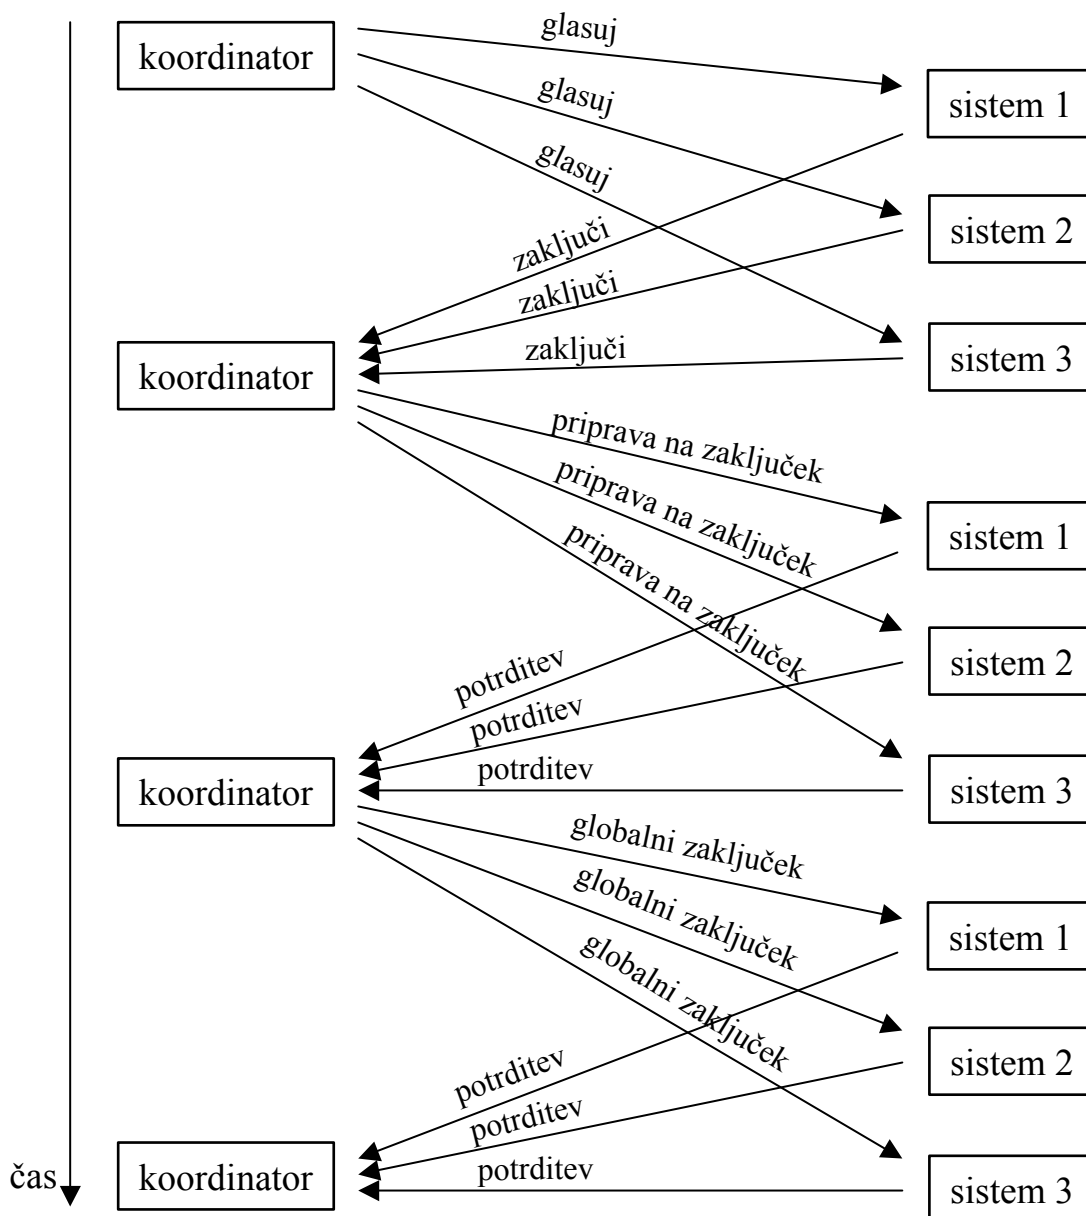 koordinator
glasuj
sistem 1
glasuj
glasuj
sistem 2
zaključi
zaključi
zaključi
sistem 3
koordinator
priprava na zaključek
priprava na zaključek
priprava na zaključek
sistem 1
sistem 2
potrditev
potrditev
potrditev
koordinator
sistem 3
globalni zaključek
globalni zaključek
globalni zaključek
sistem 1
sistem 2
potrditev
potrditev
potrditev
čas
koordinator
sistem 3